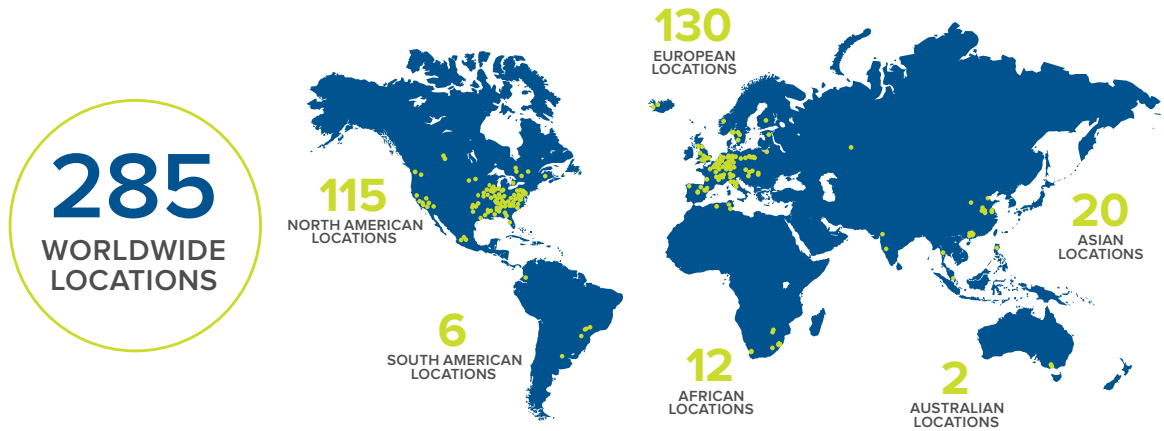 285
WORLDWIDE
LOCATIONS
115
NORTH AMERICAN
LOCATIONS
6
SOUTH AMERICAN
LOCATIONS
130
EUROPEAN
LOCATIONS
12
AFRICAN
LOCATIONS
20
ASIAN
LOCATIONS
2
AUSTRALIAN
LOCATIONS